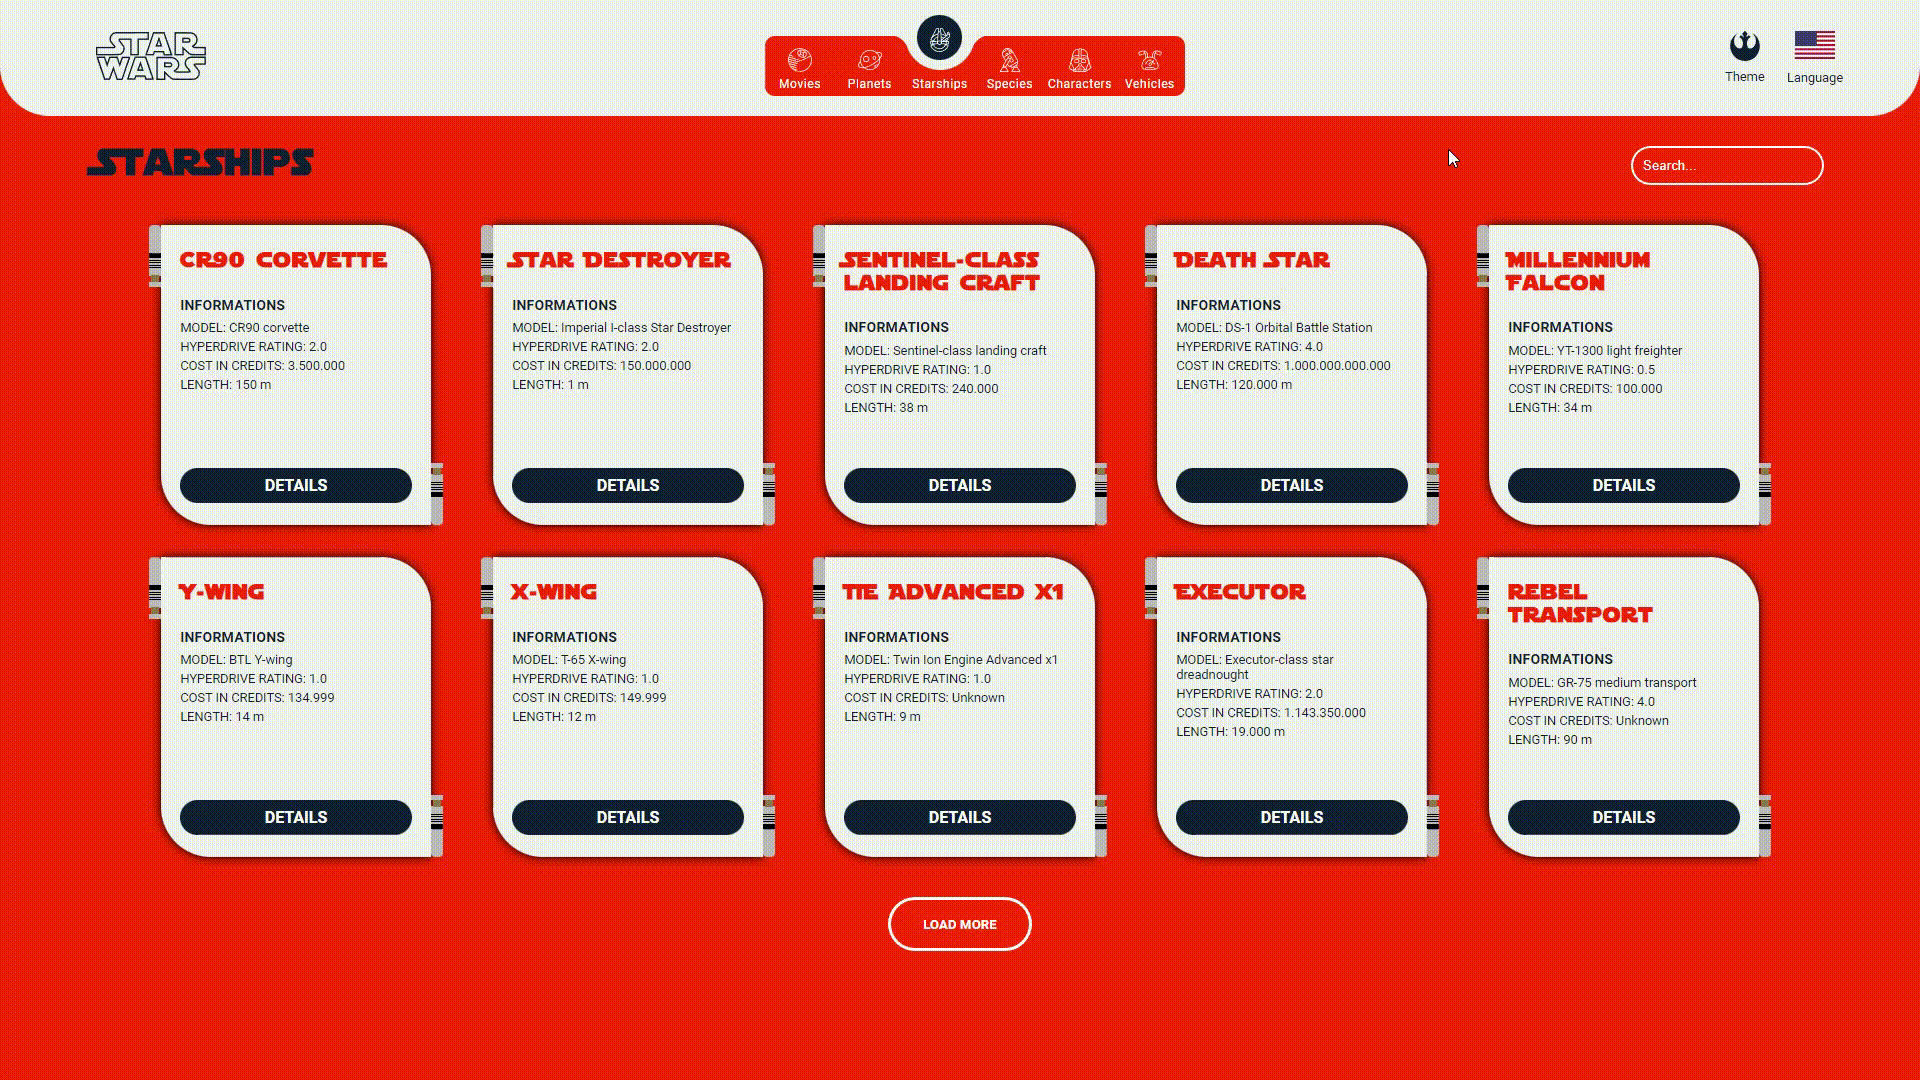 STAR
WARS
Movies
Planets
Starships
Species
Characters
Vehicles
Theme
Language
STARSHIPS
Search...
CR90 CORVETTE
INFORMATIONS
MODEL: CR90 corvette
HYPERDRIVE RATING: 2.0
COST IN CREDITS: 3.500.000
LENGTH: 150 m
DETAILS
STAR DESTROYER
INFORMATIONS
MODEL: Imperial I-class Star Destroyer
HYPERDRIVE RATING: 2.0
COST IN CREDITS: 150.000.000
LENGTH: 1 m
DETAILS
SENTINEL-CLASS
LANDING CRAFT
INFORMATIONS
MODEL: Sentinel-class landing craft
HYPERDRIVE RATING: 1.0
COST IN CREDITS: 240.000
LENGTH: 38 m
DETAILS
DEATH STAR
INFORMATIONS
MODEL: DS-1 Orbital Battle Station
HYPERDRIVE RATING: 4.0
COST IN CREDITS: 1.000.000.000.000
LENGTH: 120.000 m
DETAILS
MILLENNIUM
FALCON
INFORMATIONS
MODEL: YT-1300 light freighter
HYPERDRIVE RATING: 0.5
COST IN CREDITS: 100.000
LENGTH: 34 m
DETAILS
Y-WING
INFORMATIONS
MODEL: BTL Y-wing
HYPERDRIVE RATING: 1.0
COST IN CREDITS: 134.999
LENGTH: 14 m
DETAILS
X-WING
INFORMATIONS
MODEL: T-65 X-wing
HYPERDRIVE RATING: 1.0
COST IN CREDITS: 149.999
LENGTH: 12 m
DETAILS
TIE ADVANCED X1
INFORMATIONS
MODEL: Twin Ion Engine Advanced x1
HYPERDRIVE RATING: 1.0
COST IN CREDITS: Unknown
LENGTH: 9 m
DETAILS
EXECUTOR
INFORMATIONS
MODEL: Executor-class star
dreadnought
HYPERDRIVE RATING: 2.0
COST IN CREDITS: 1.143.350.000
LENGTH: 19.000 m
DETAILS
REBEL
TRANSPORT
INFORMATIONS
MODEL: GR-75 medium transport
HYPERDRIVE RATING: 4.0
COST IN CREDITS: Unknown
LENGTH: 90 m
DETAILS
LOAD MORE